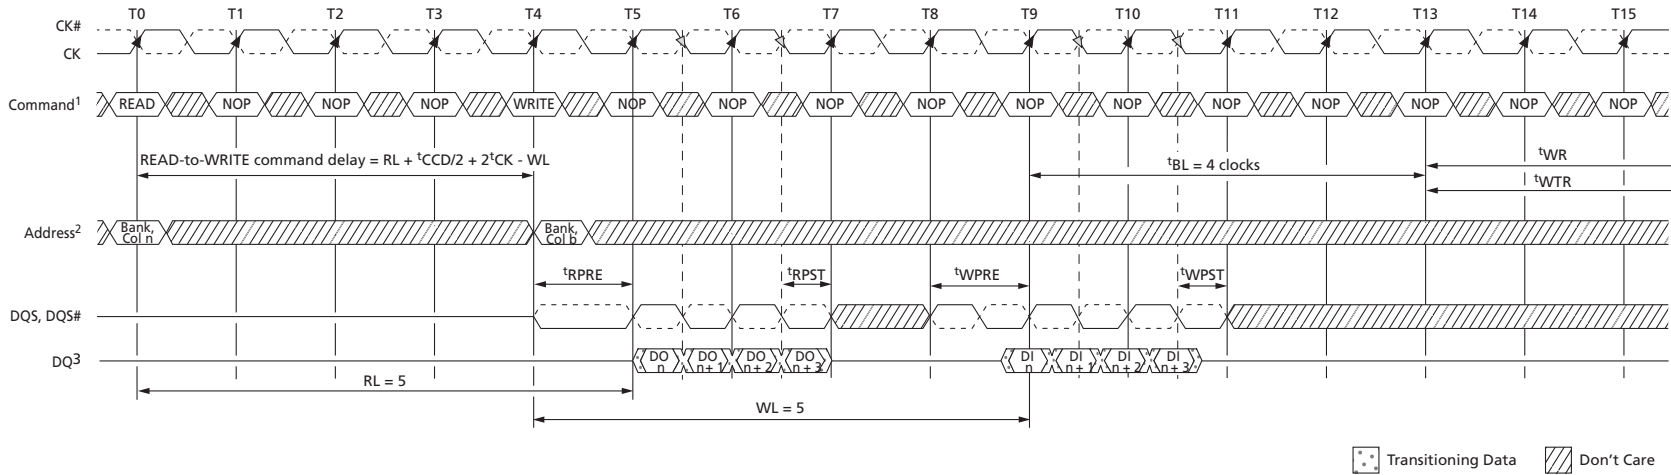 T0 T1 T2 T3 T4 T5 T6 T7 T8 T9 T10 T11 T12 T13 T14 T15
CK#
CK
Command1 READ NOP NOP NOP WRITE NOP NOP NOP NOP NOP NOP NOP NOP NOP NOP NOP
READ-to-WRITE command delay = RL + tCCD/2 + 2tCK - WL
tBL = 4 clocks
tWR
tWTR
Address2 Bank, Col n Bank, Col b
tRPRE tRPST tWPRE tWPST
DQS, DQS#
DQ3 DO n DO n + 1 DO n + 2 DO n + 3 DI n DI n + 1 DI n + 2 DI n + 3
RL = 5
WL = 5
Transitioning Data Don't Care